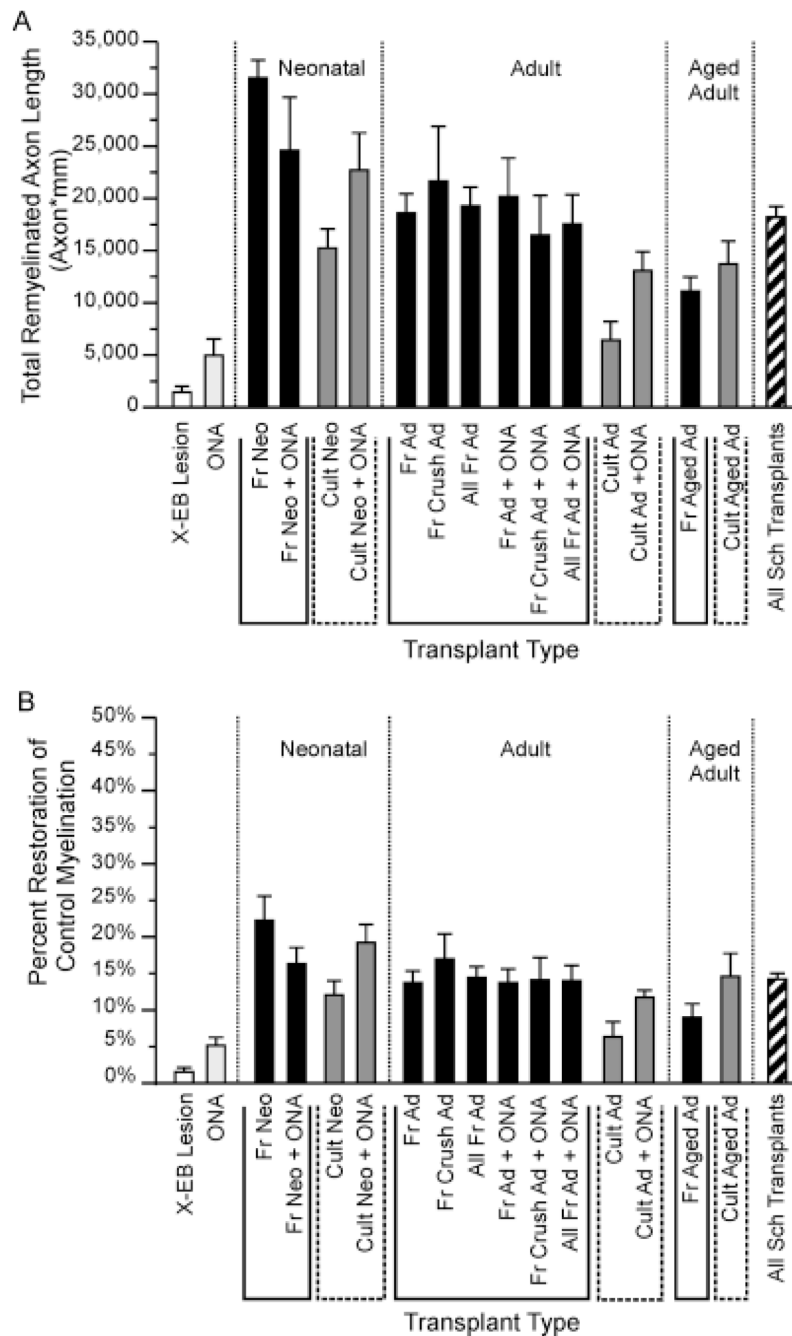 A
Total Remyelinated Axon Length
(Axon*mm)
35,000
30,000
25,000
20,000
15,000
10,000
5,000
0
Neonatal
Adult
Aged
Adult
X-EB Lesion
ONA
Fr Neo
Fr Neo + ONA
Cult Neo
Cult Neo + ONA
Fr Ad
Fr Crush Ad
All Fr Ad
Fr Ad + ONA
Fr Crush Ad + ONA
All Fr Ad + ONA
Cult Ad
Cult Ad +ONA
Fr Aged Ad
Cult Aged Ad
All Sch Transplants
Transplant Type
B
Percent Restoration of
Control Myelination
50%
45%
40%
35%
30%
25%
20%
15%
10%
5%
0%
Neonatal
Adult
Aged
Adult
X-EB Lesion
ONA
Fr Neo
Fr Neo + ONA
Cult Neo
Cult Neo + ONA
Fr Ad
Fr Crush Ad
All Fr Ad
Fr Ad + ONA
Fr Crush Ad + ONA
All Fr Ad + ONA
Cult Ad
Cult Ad + ONA
Fr Aged Ad
Cult Aged Ad
All Sch Transplants
Transplant Type